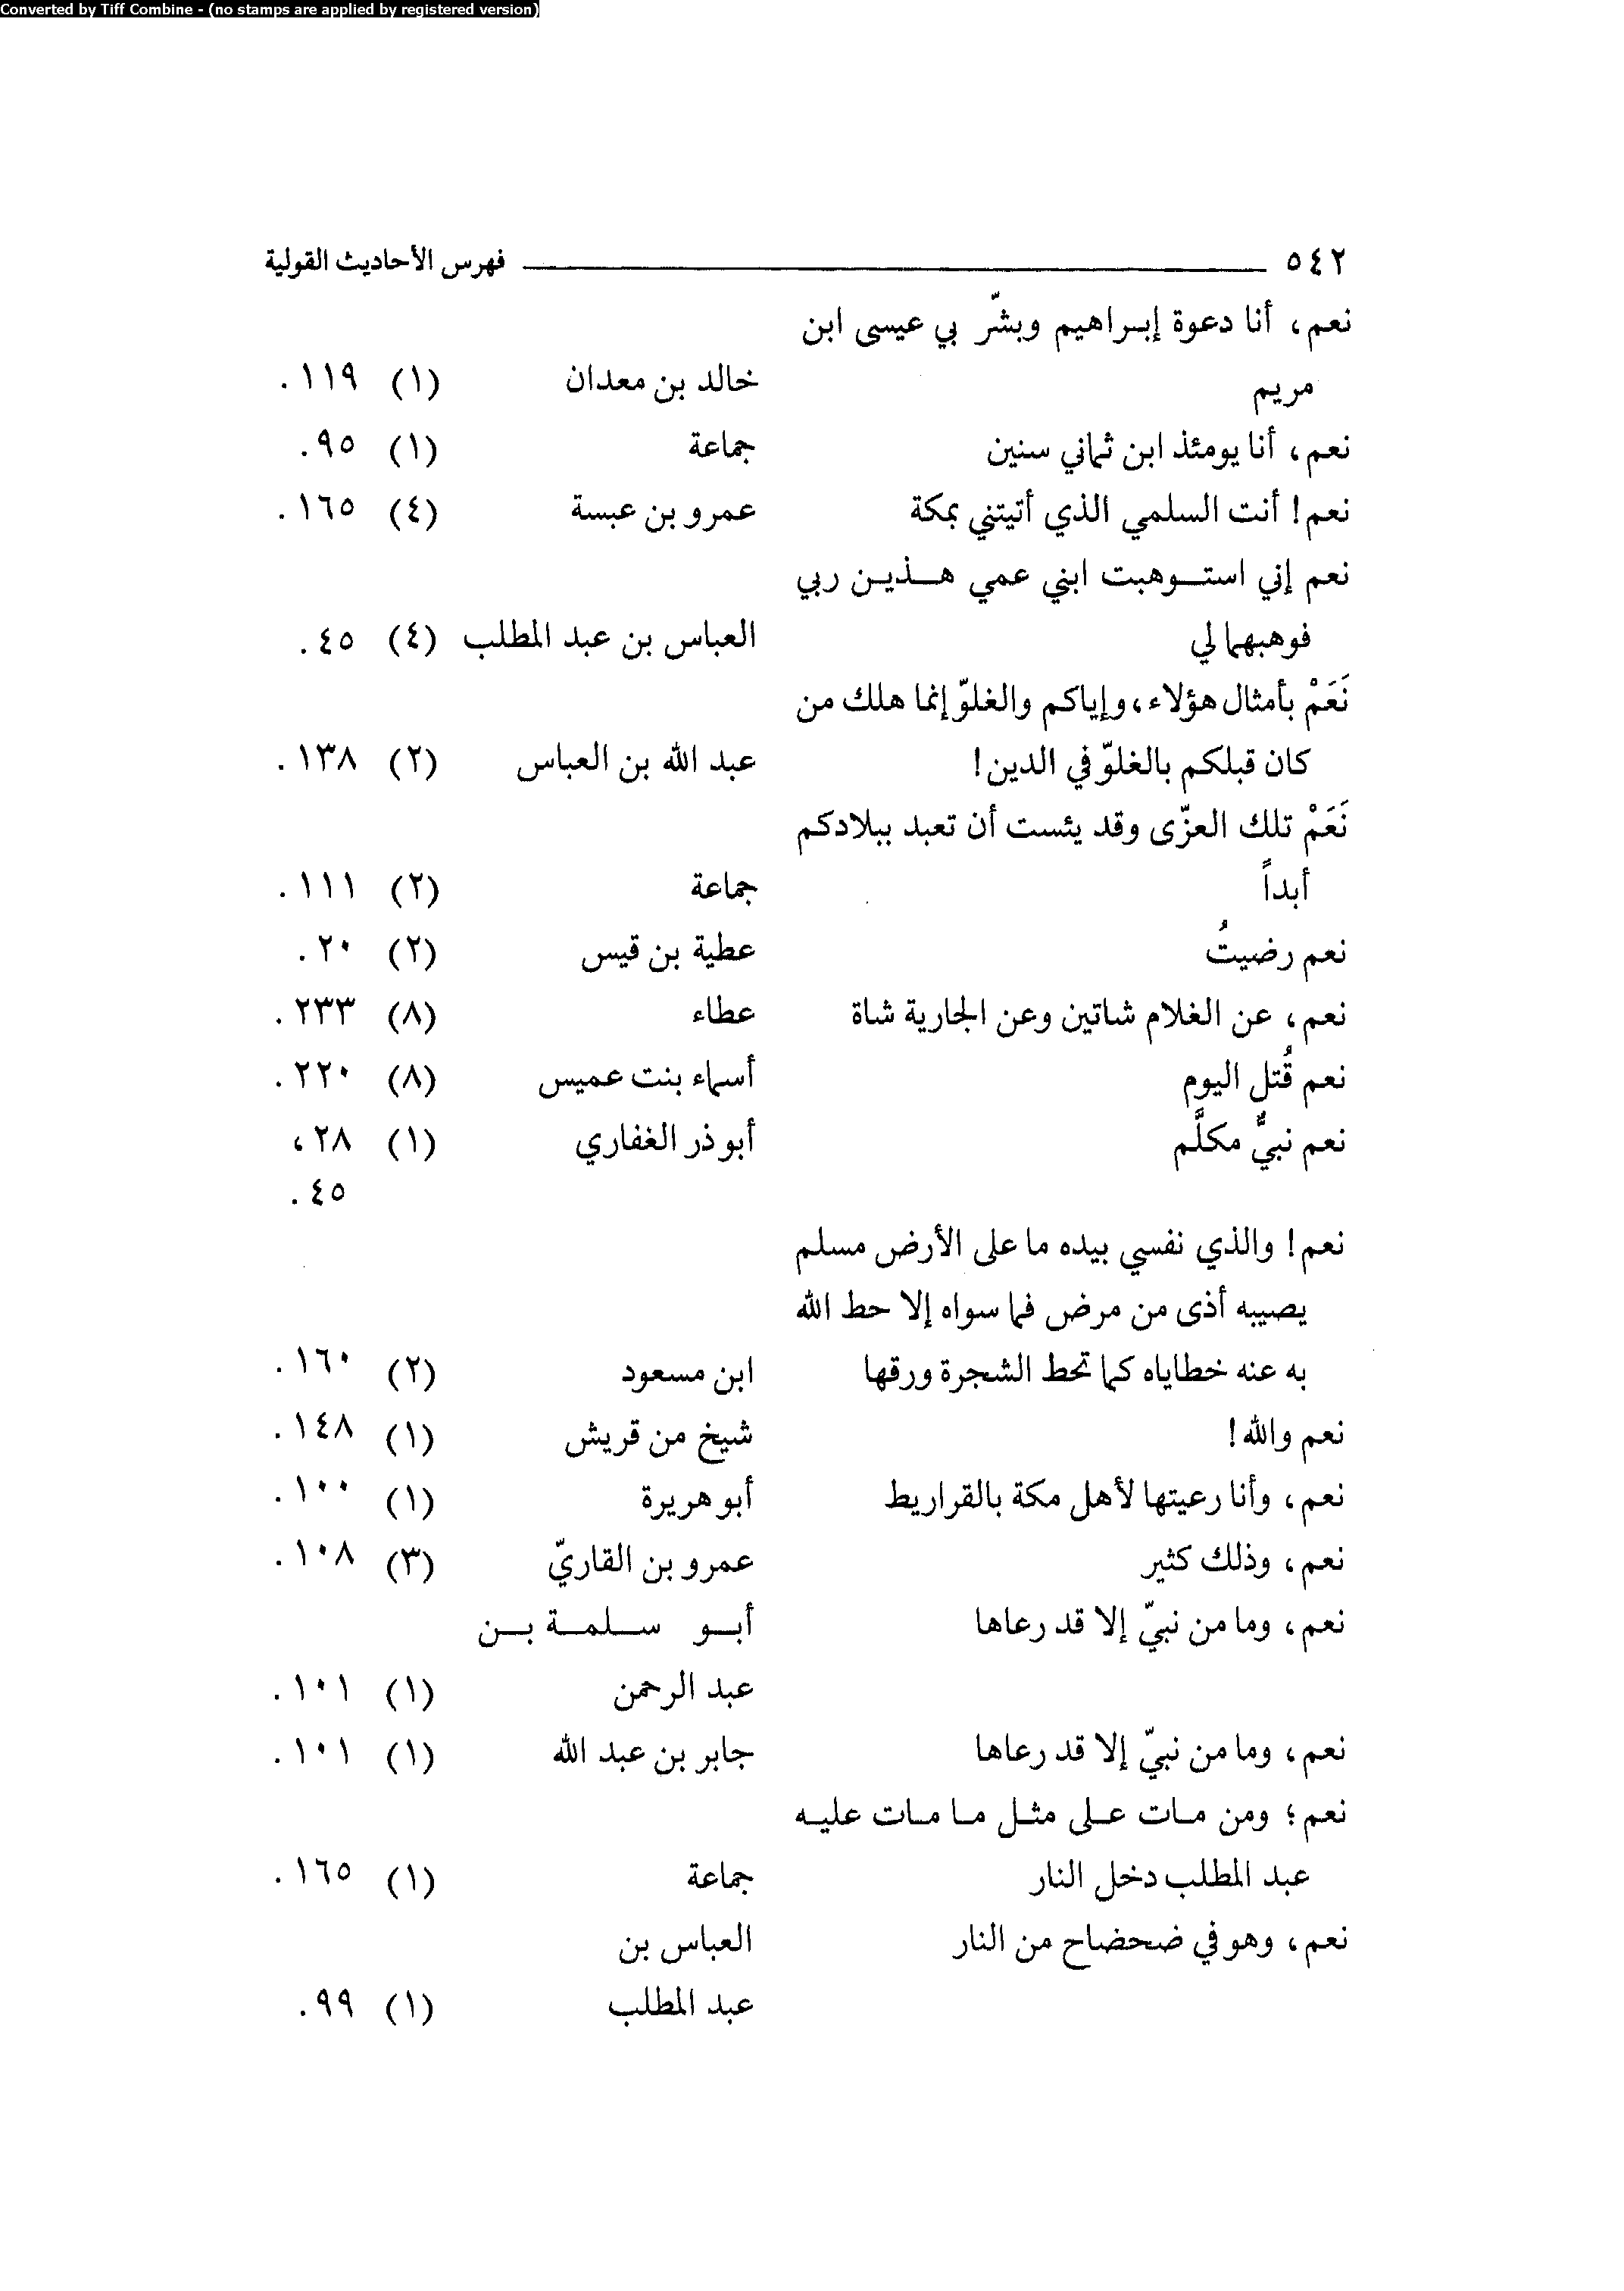 Converted by Tiff Combine - (no stamps are applied by registered version)
٥٤٢ فهرس الأحاديث القولية
نعم، أنا دعوة إبراهيم وبشّر بي عيسى ابن
مريم خالد بن معدان (١) ١١٩.
نعم، أنا يومئذ ابن ثماني سنين جماعة (١) ٩٥.
نعم! أنت السلمي الذي أتيتني بمكة عمرو بن عبسة (٤) ١٦٥.
نعم إني استوهبت ابني عمي هذين ربي
فوهبهما لي العباس بن عبد المطلب (٤) ٤٥.
نَعَمْ بأمثال هؤلاء، وإياكم والغلوّ إنما هلك من
كان قبلكم بالغلوّ في الدين! عبد الله بن العباس (٢) ١٣٨.
نَعَمْ تلك العزّى وقد يئست أن تعبد ببلادكم
أبداً جماعة (٢) ١١١.
نعم رضيتُ عطية بن قيس (٢) ٢٠.
نعم، عن الغلام شاتين وعن الجارية شاة عطاء (٨) ٢٣٣.
نعم قُتل اليوم أسماء بنت عميس (٨) ٢٢٠.
نعم نبيٌّ مكلَّم أبو ذر الغفاري (١) ٢٨،
٤٥.
نعم! والذي نفسي بيده ما على الأرض مسلم
يصيبه أذى من مرض فما سواه إلا حط الله
به عنه خطاياه كما تحط الشجرة ورقها ابن مسعود (٢) ١٦٠.
نعم والله! شيخ من قريش (١) ١٤٨.
نعم، وأنا رعيتها لأهل مكة بالقراريط أبو هريرة (١) ١٠٠.
نعم، وذلك كثير عمرو بن القاريّ (٣) ١٠٨.
نعم، وما من نبيّ إلا قد رعاها أبو سلمة بن
عبد الرحمن (١) ١٠١.
نعم، وما من نبيّ إلا قد رعاها جابر بن عبد الله (١) ١٠١.
نعم؛ ومن مات على مثل ما مات عليه
عبد المطلب دخل النار جماعة (١) ١٦٥.
نعم، وهو في ضحضاح من النار العباس بن
عبد المطلب (١) ٩٩.